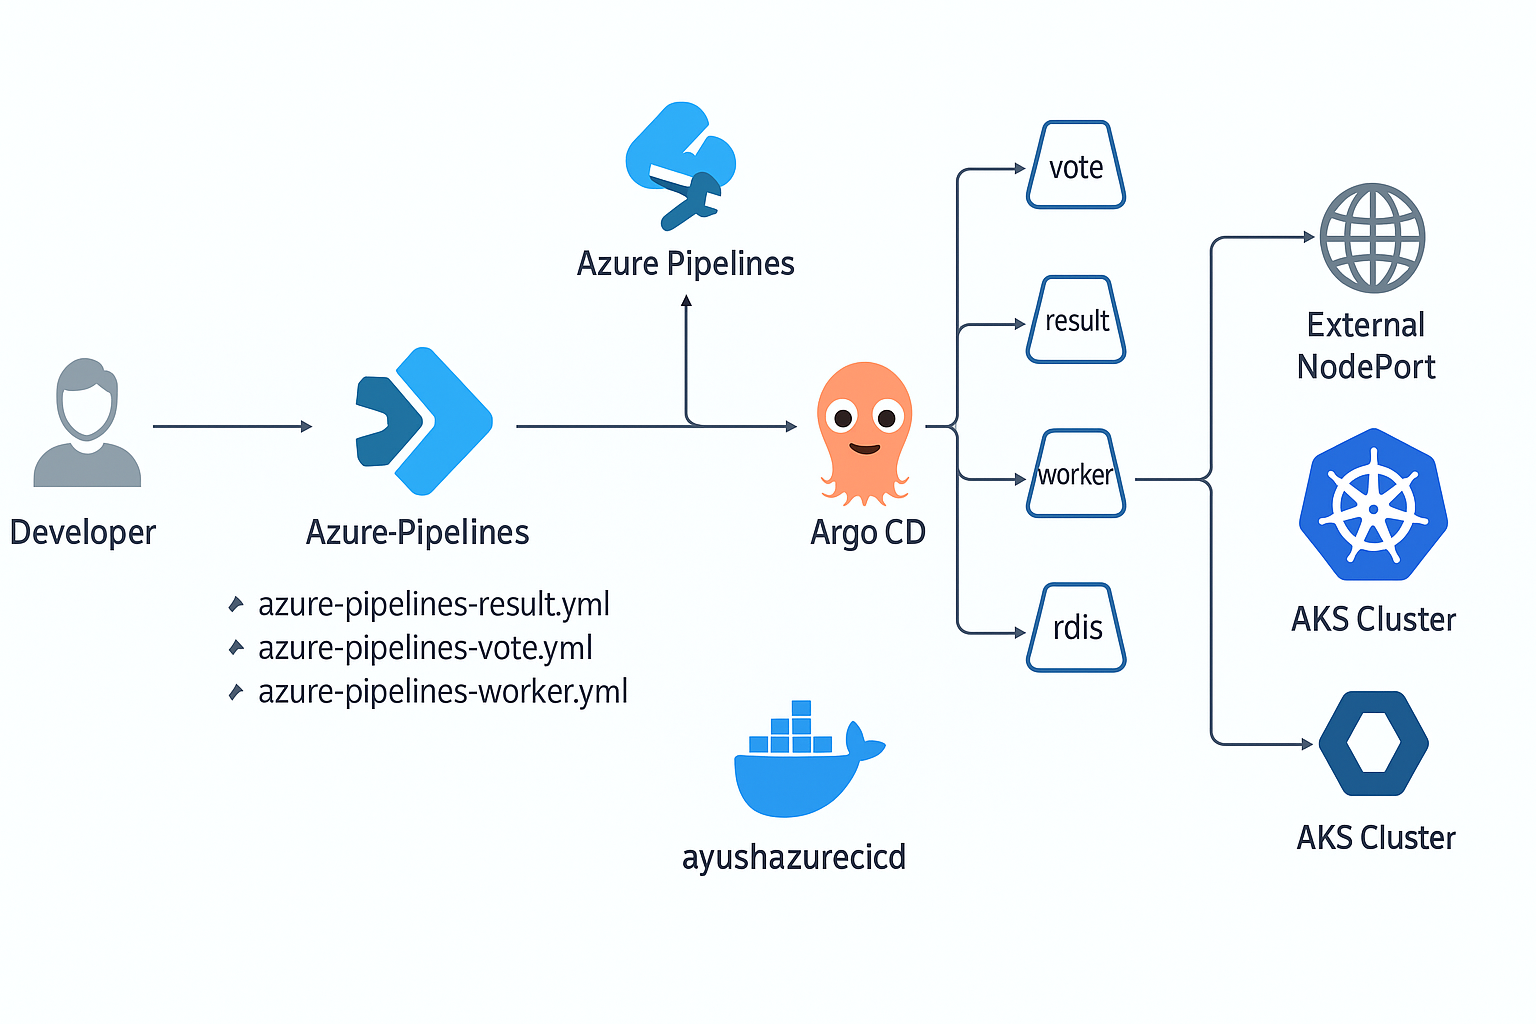 Azure Pipelines
Developer
Azure-Pipelines
azure-pipelines-result.yml
azure-pipelines-vote.yml
azure-pipelines-worker.yml
Argo CD
vote
result
worker
rdis
ayushazurecicd
External
NodePort
AKS Cluster
AKS Cluster